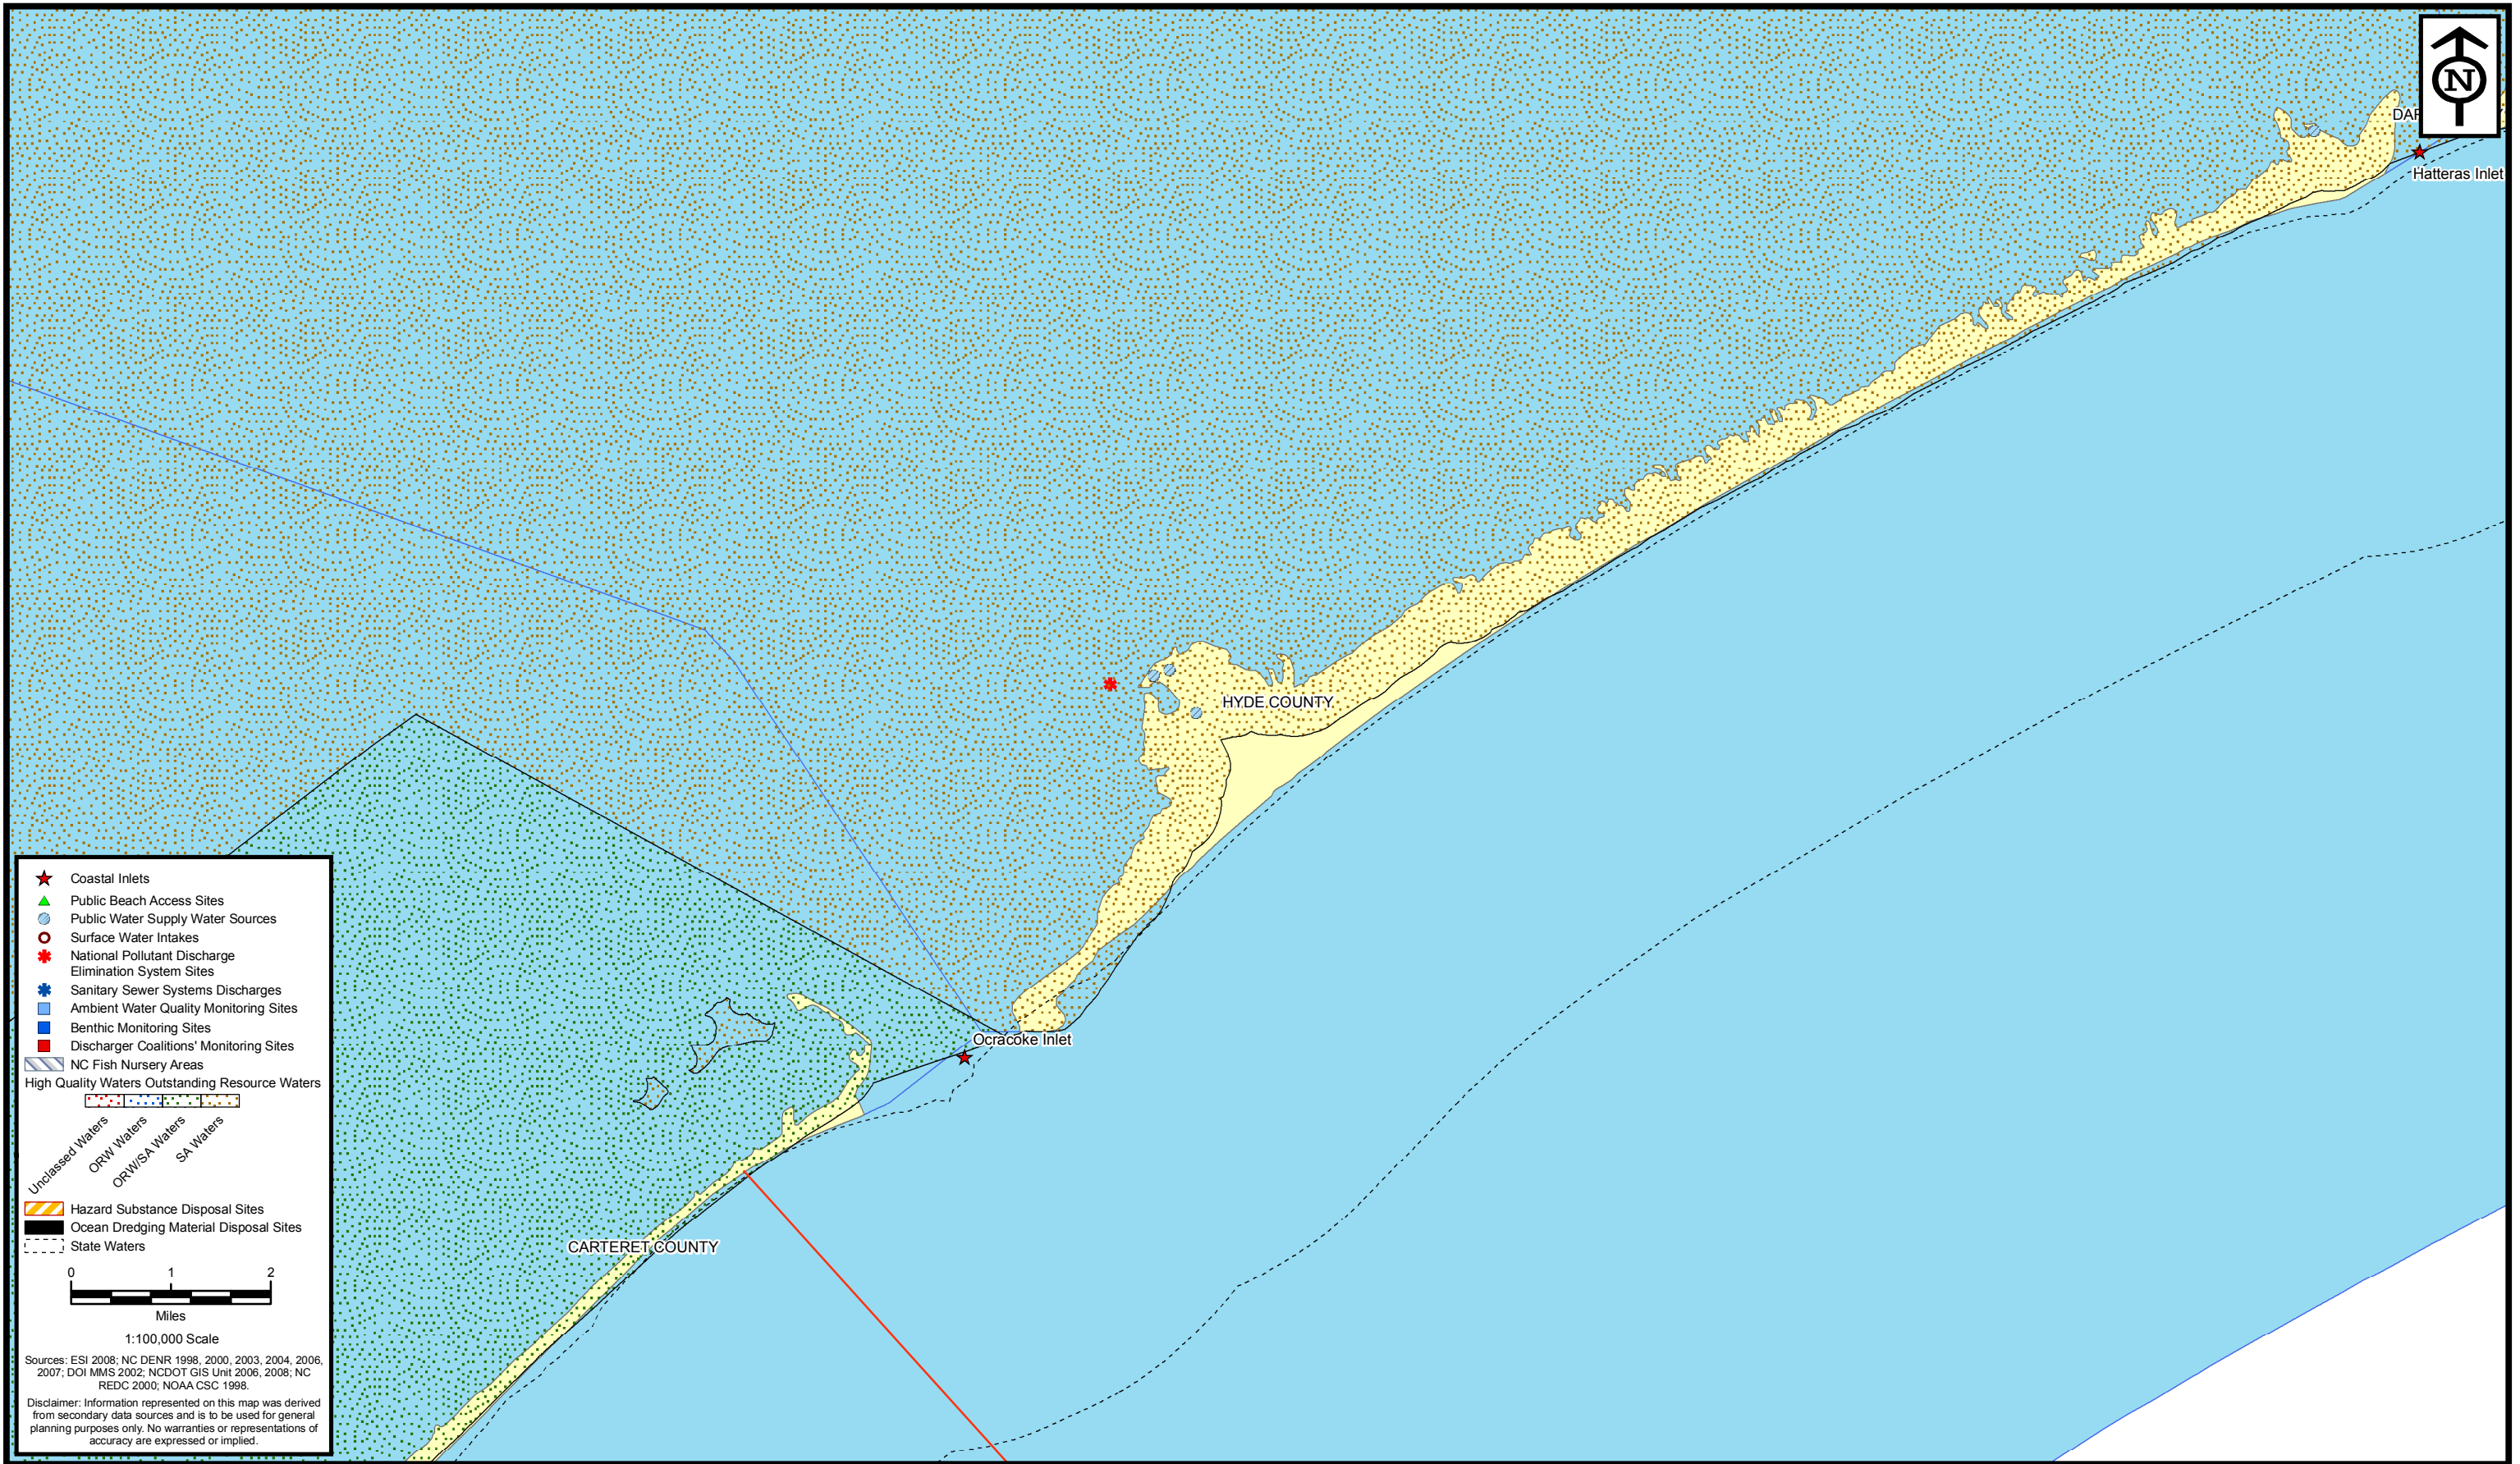 N
DAR
Hatteras Inlet
HYDE COUNTY
Ocracoke Inlet
CARTERET COUNTY
Coastal Inlets
Public Beach Access Sites
Public Water Supply Water Sources
Surface Water Intakes
National Pollutant Discharge
Elimination System Sites
Sanitary Sewer Systems Discharges
Ambient Water Quality Monitoring Sites
Benthic Monitoring Sites
Discharger Coalitions' Monitoring Sites
NC Fish Nursery Areas
High Quality Waters Outstanding Resource Waters
Unclassed Waters
ORW Waters
ORW/SA Waters
SA Waters
Hazard Substance Disposal Sites
Ocean Dredging Material Disposal Sites
State Waters
0 1 2
Miles
1:100,000 Scale
Sources: ESI 2008; NC DENR 1998, 2000, 2003, 2004, 2006,
2007; DOI MMS 2002; NCDOT GIS Unit 2006, 2008; NC
REDC 2000; NOAA CSC 1998.
Disclaimer: Information represented on this map was derived
from secondary data sources and is to be used for general
planning purposes only. No warranties or representations of
accuracy are expressed or implied.